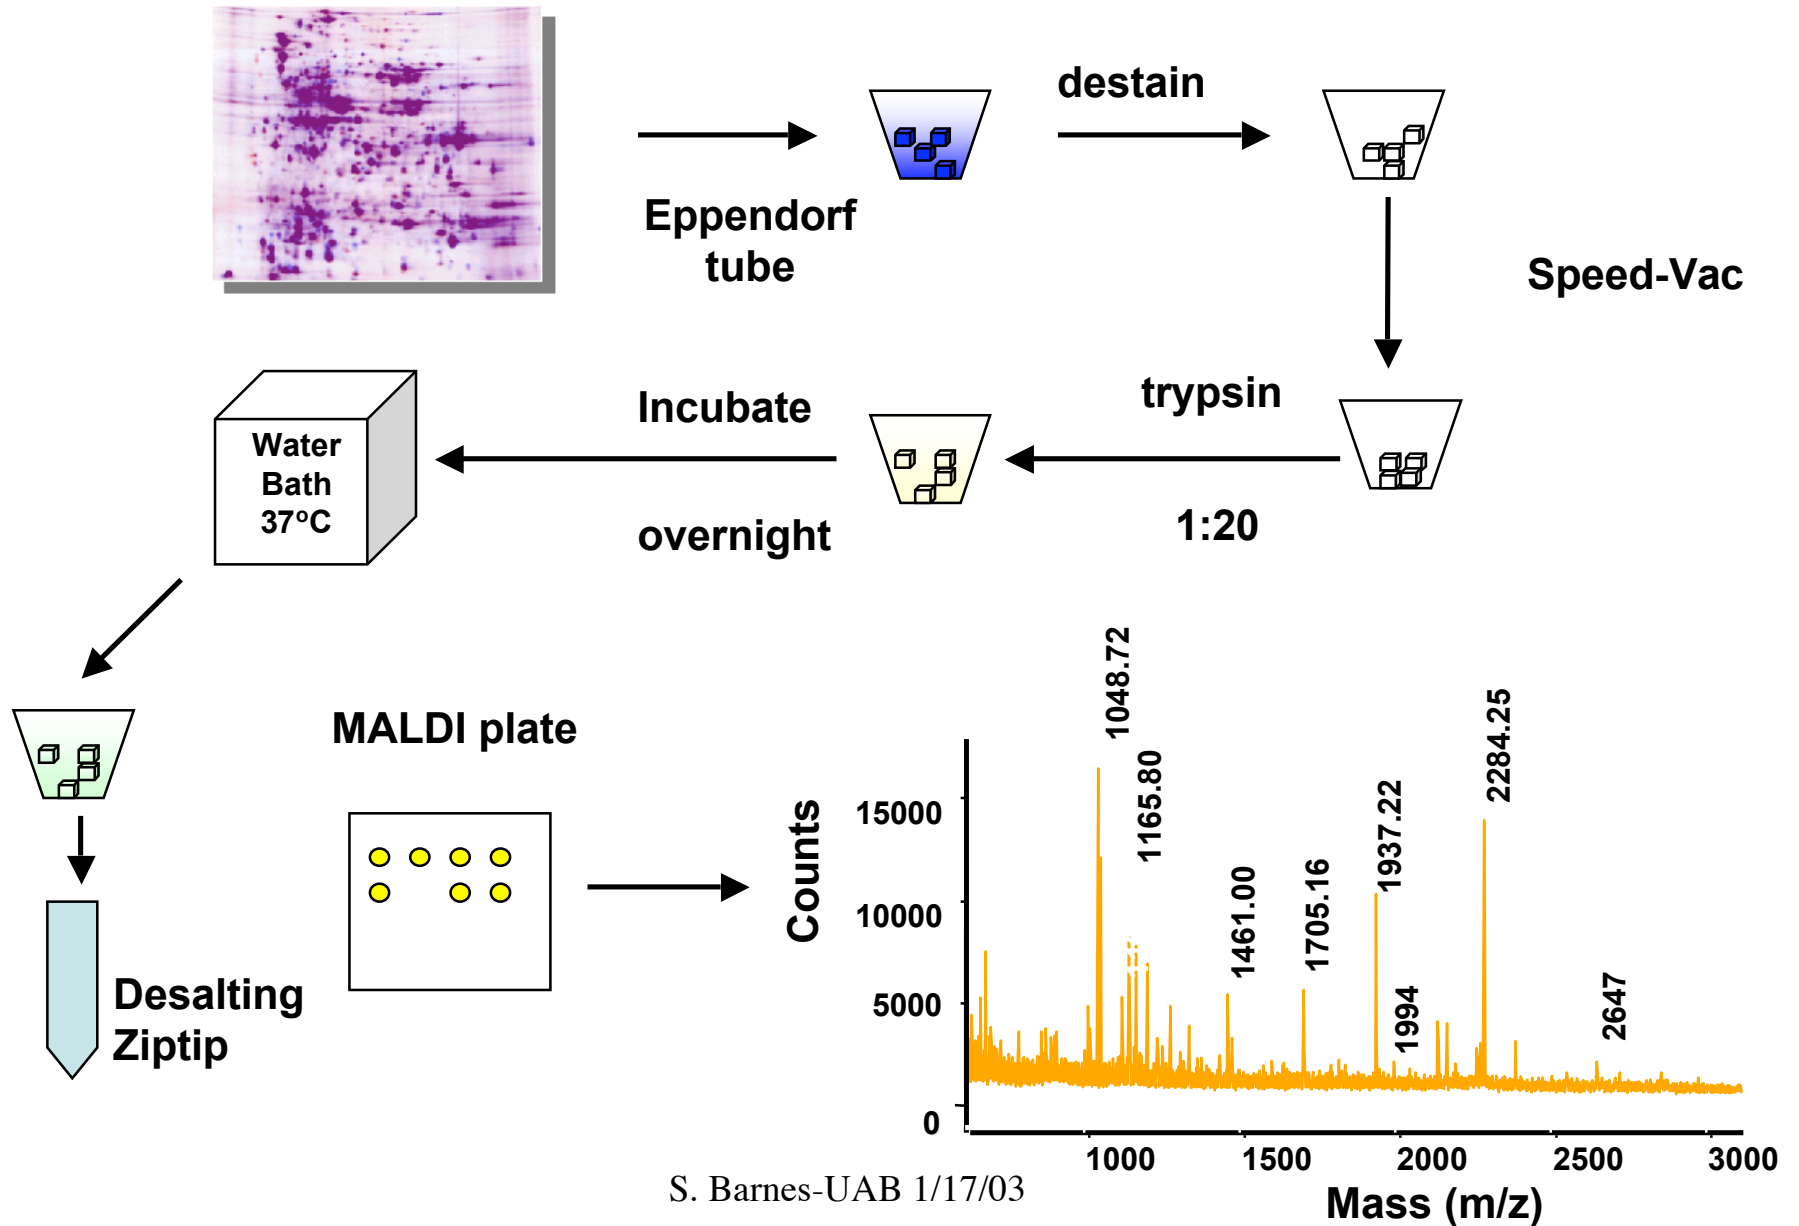 destain
Eppendorf
tube
Speed-Vac
trypsin
1:20
Incubate
overnight
Water
Bath
37°C
Desalting
Ziptip
MALDI plate
Counts
15000
10000
5000
0
1048.72
1165.80
1461.00
1705.16
1937.22
1994
2284.25
2647
1000 1500 2000 2500 3000
Mass (m/z)
S. Barnes-UAB 1/17/03